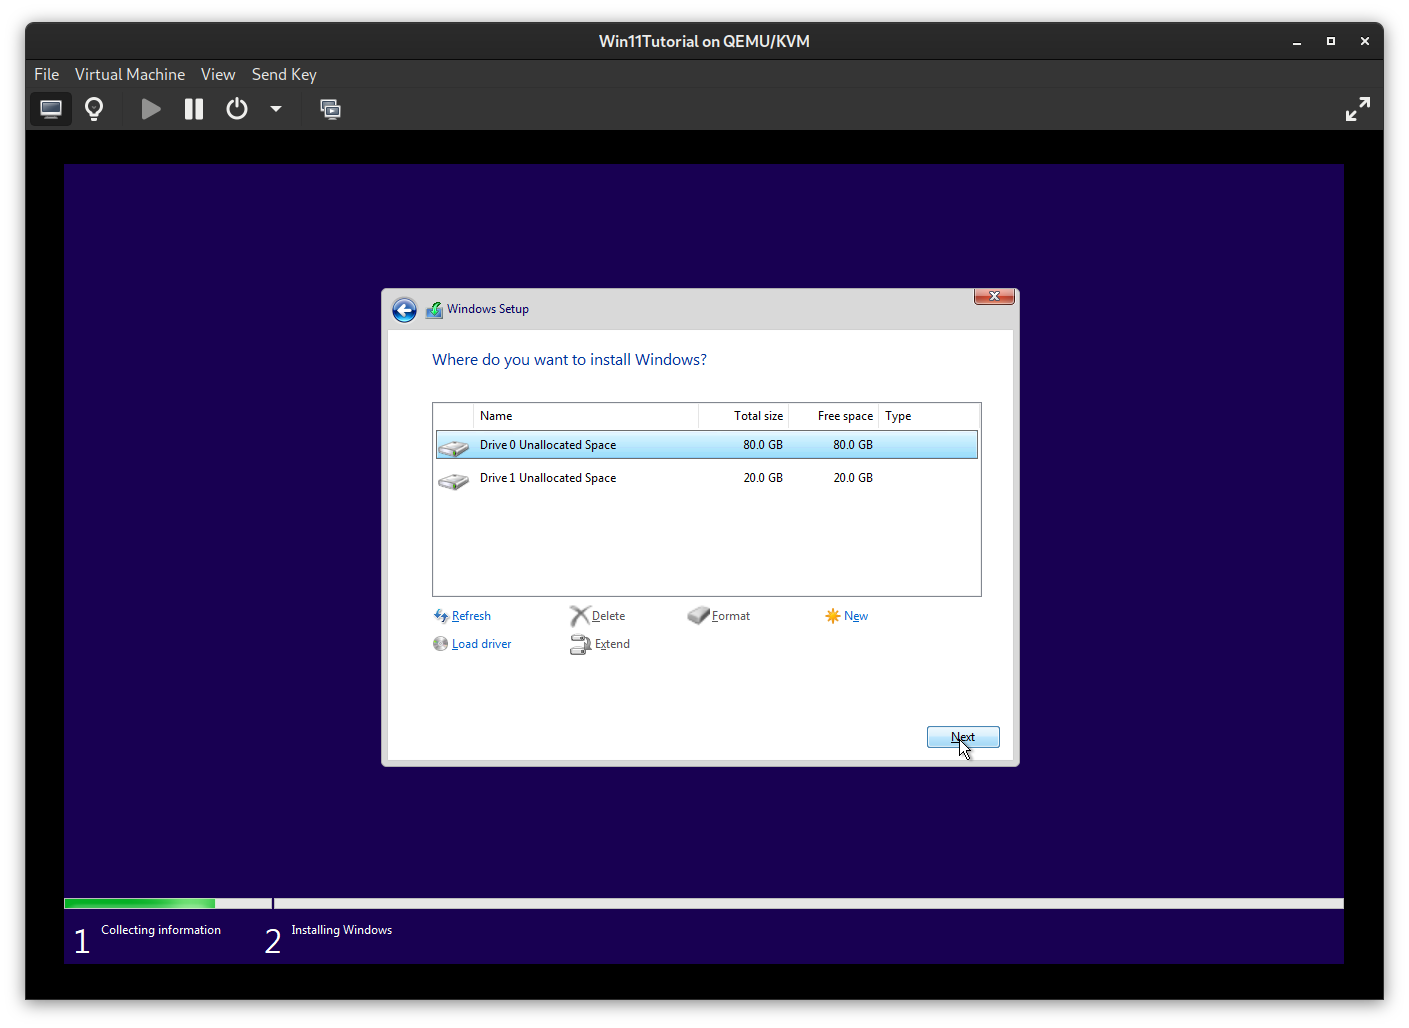 Win11Tutorial on QEMU/KVM
File Virtual Machine View Send Key
Windows Setup
Where do you want to install Windows?
Name Total size Free space Type
Drive 0 Unallocated Space 80.0 GB 80.0 GB
Drive 1 Unallocated Space 20.0 GB 20.0 GB
Refresh Delete Format New
Load driver Extend
Next
1 Collecting information 2 Installing Windows